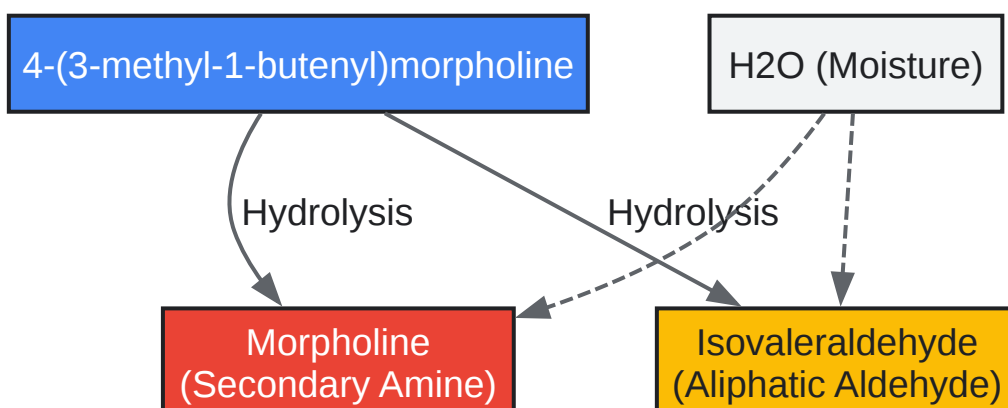 4-(3-methyl-1-butenyl)morpholine
H2O (Moisture)
Hydrolysis
Hydrolysis
Morpholine
(Secondary Amine)
Isovaleraldehyde
(Aliphatic Aldehyde)